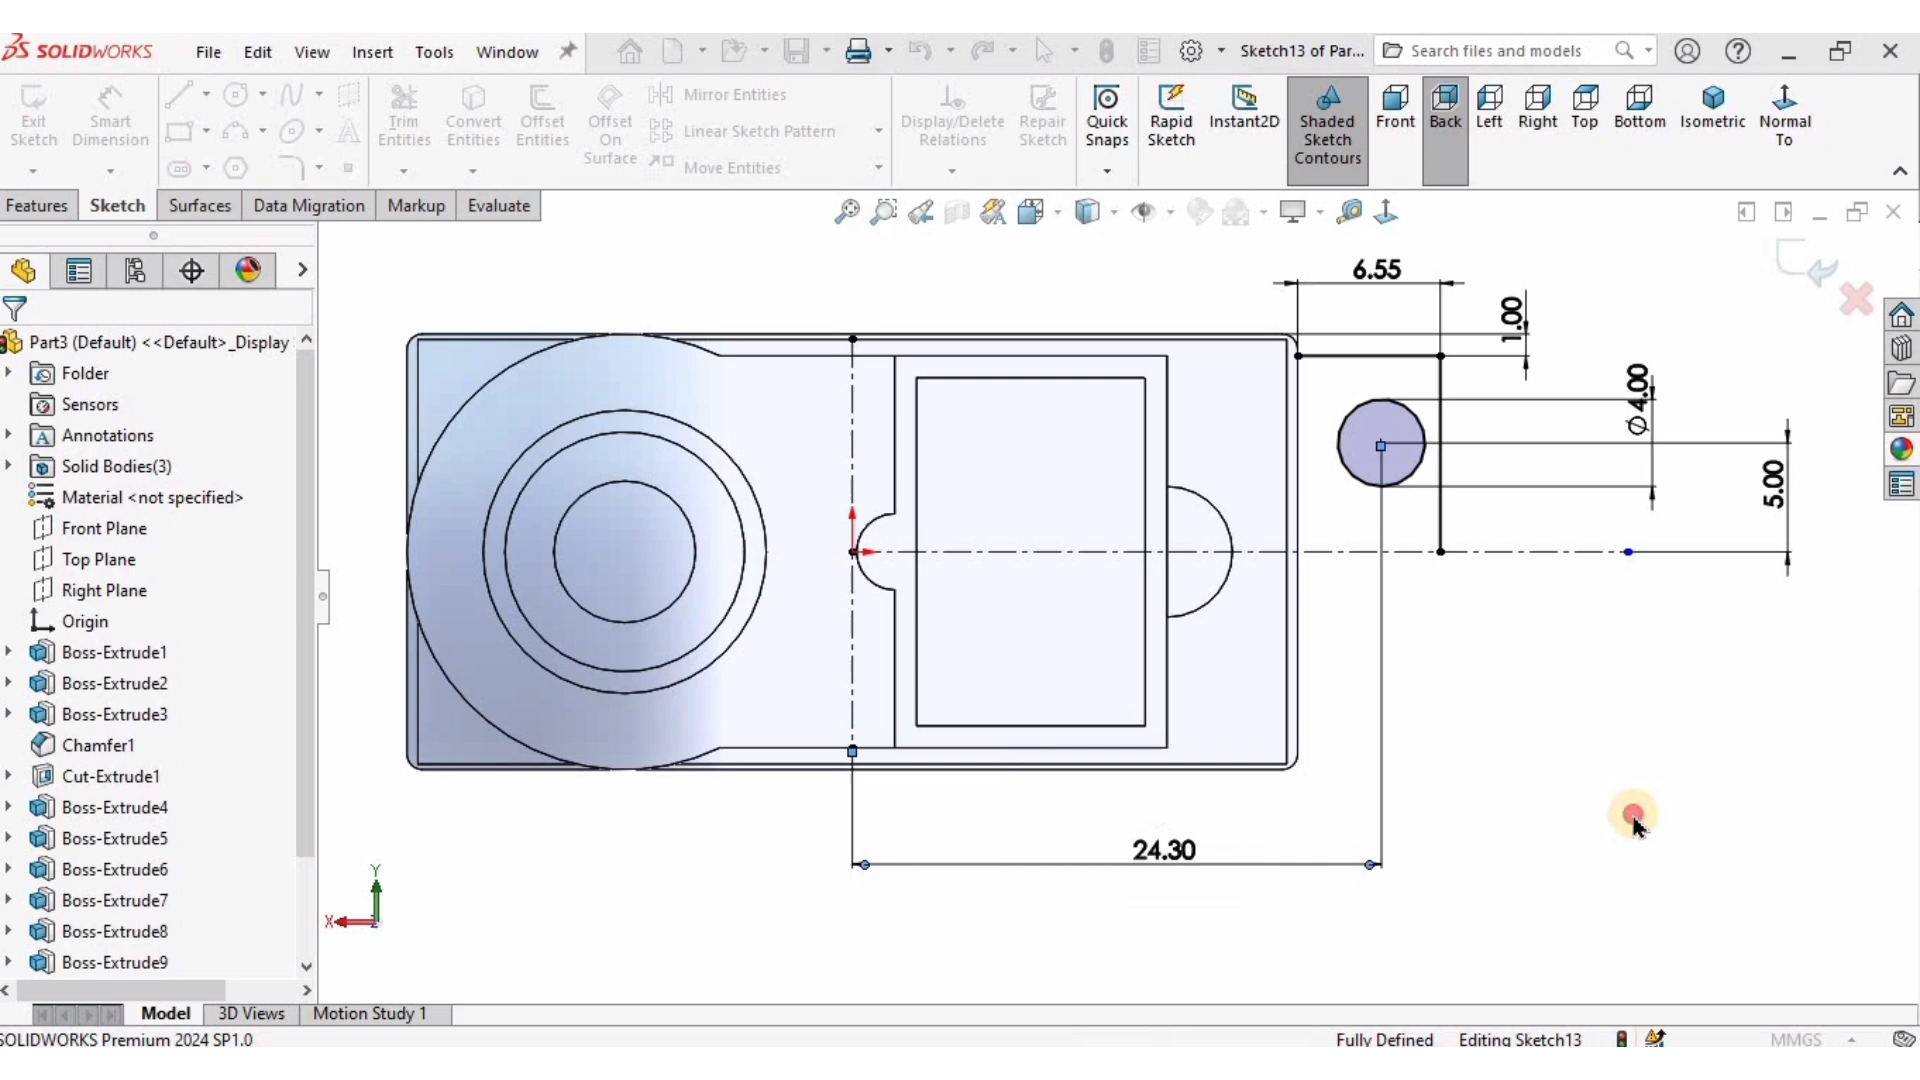 SOLIDWORKS File Edit View Insert Tools Window Sketch13 of Par... Search files and models
Exit Sketch
Smart Dimension
Trim Entities
Convert Entities
Offset Entities
Offset On Surface
Mirror Entities
Linear Sketch Pattern
Move Entities
Display/Delete Relations
Repair Sketch
Quick Snaps
Rapid Sketch
Instant2D
Shaded Sketch Contours
Front
Back
Left
Right
Top
Bottom
Isometric
Normal To
Features Sketch Surfaces Data Migration Markup Evaluate
Part3 (Default) <<Default>_Display
Folder
Sensors
Annotations
Solid Bodies(3)
Material <not specified>
Front Plane
Top Plane
Right Plane
Origin
Boss-Extrude1
Boss-Extrude2
Boss-Extrude3
Chamfer1
Cut-Extrude1
Boss-Extrude4
Boss-Extrude5
Boss-Extrude6
Boss-Extrude7
Boss-Extrude8
Boss-Extrude9
6.55
1.00
∅4.00
5.00
24.30
Y
X
Z
Model 3D Views Motion Study 1
SOLIDWORKS Premium 2024 SP1.0 Fully Defined Editing Sketch13 MMGS